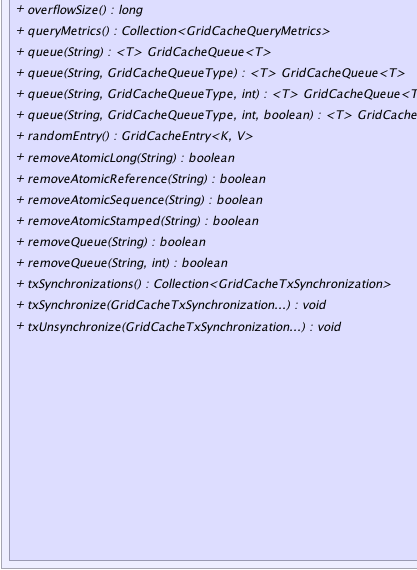 + overflowSize() : long
+ queryMetrics() : Collection<GridCacheQueryMetrics>
+ queue(String) : <T> GridCacheQueue<T>
+ queue(String, GridCacheQueueType) : <T> GridCacheQueue<T>
+ queue(String, GridCacheQueueType, int) : <T> GridCacheQueue<T
+ queue(String, GridCacheQueueType, int, boolean) : <T> GridCache
+ randomEntry() : GridCacheEntry<K, V>
+ removeAtomicLong(String) : boolean
+ removeAtomicReference(String) : boolean
+ removeAtomicSequence(String) : boolean
+ removeAtomicStamped(String) : boolean
+ removeQueue(String) : boolean
+ removeQueue(String, int) : boolean
+ txSynchronizations() : Collection<GridCacheTxSynchronization>
+ txSynchronize(GridCacheTxSynchronization...) : void
+ txUnsynchronize(GridCacheTxSynchronization...) : void